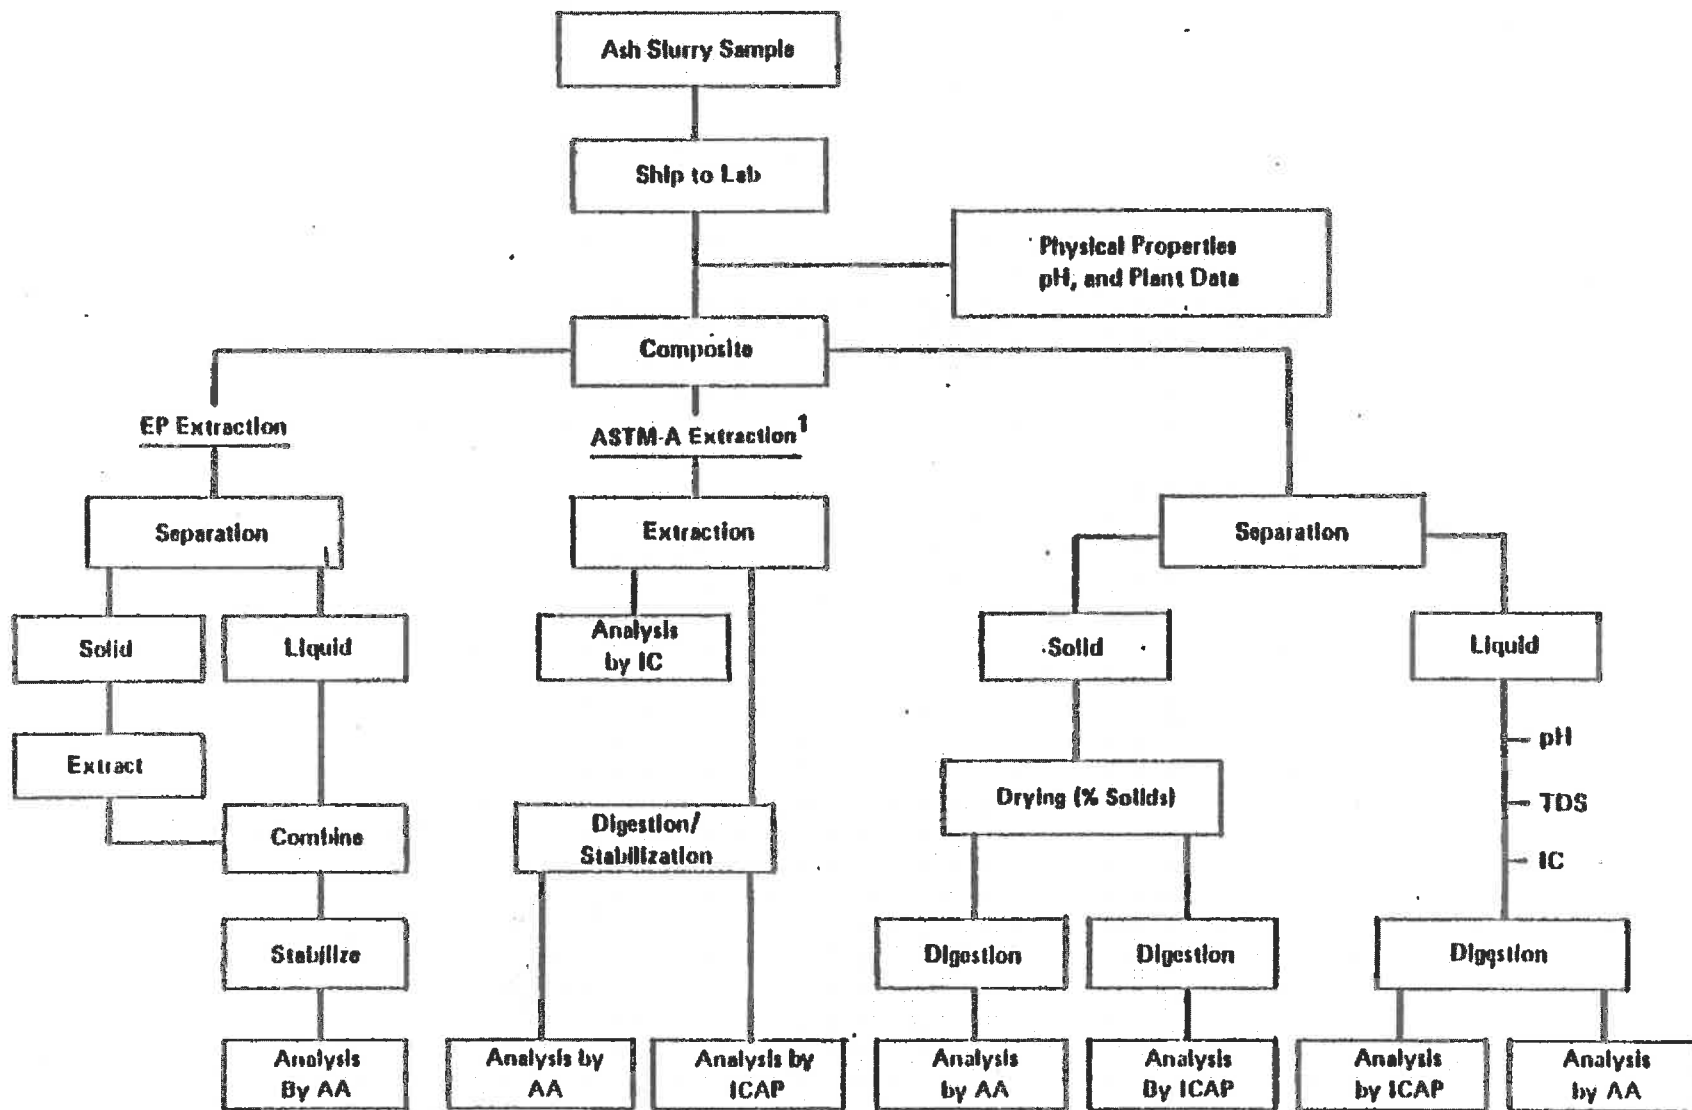 Ash Slurry Sample
Ship to Lab
Physical Properties
pH, and Plant Data
Composite
EP Extraction
ASTM-A Extraction1
Separation
Extraction
Separation
Solid
Liquid
Analysis
by IC
Solid
Liquid
Extract
pH
Drying (% Solids)
TDS
Combine
Digestion/
Stabilization
IC
Stabilize
Digestion
Digestion
Digestion
Analysis
By AA
Analysis by
AA
Analysis by
ICAP
Analysis
by AA
Analysis
By ICAP
Analysis
by ICAP
Analysis
by AA